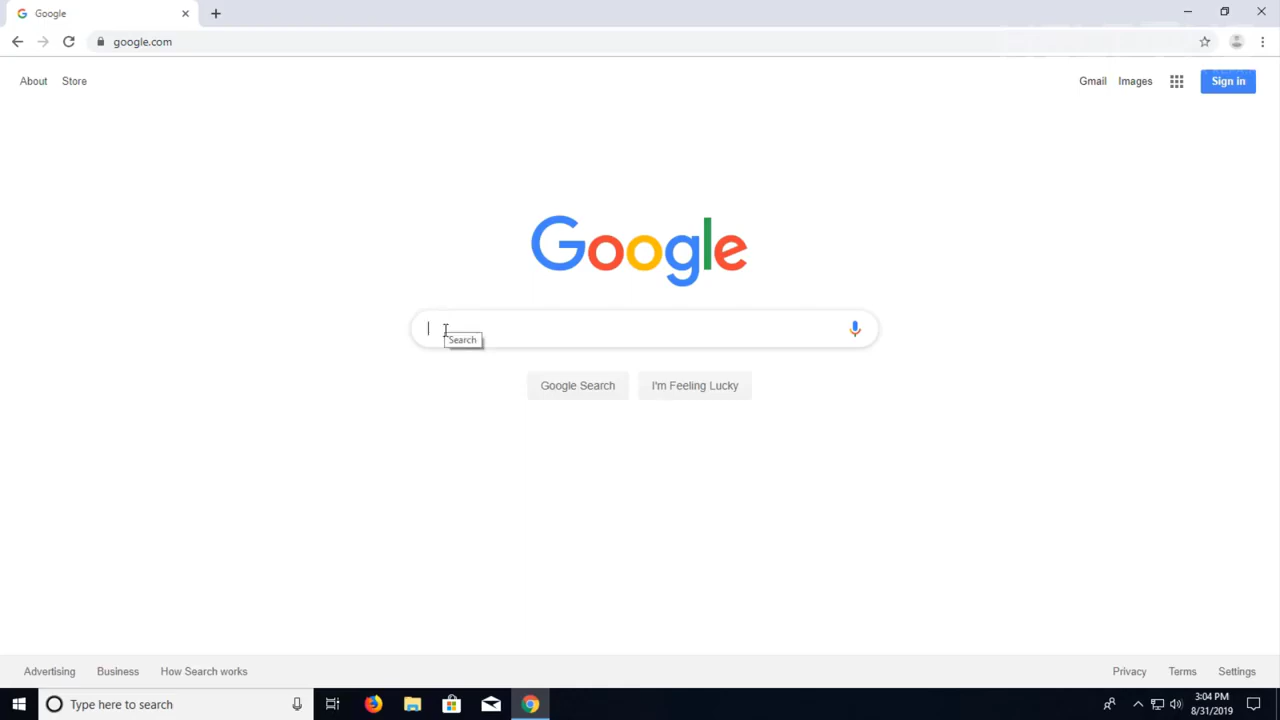 Google
google.com
About Store
Gmail Images Sign in
Google
Search
Google Search I'm Feeling Lucky
Advertising Business How Search works
Privacy Terms Settings
Type here to search
3:04 PM
8/31/2019